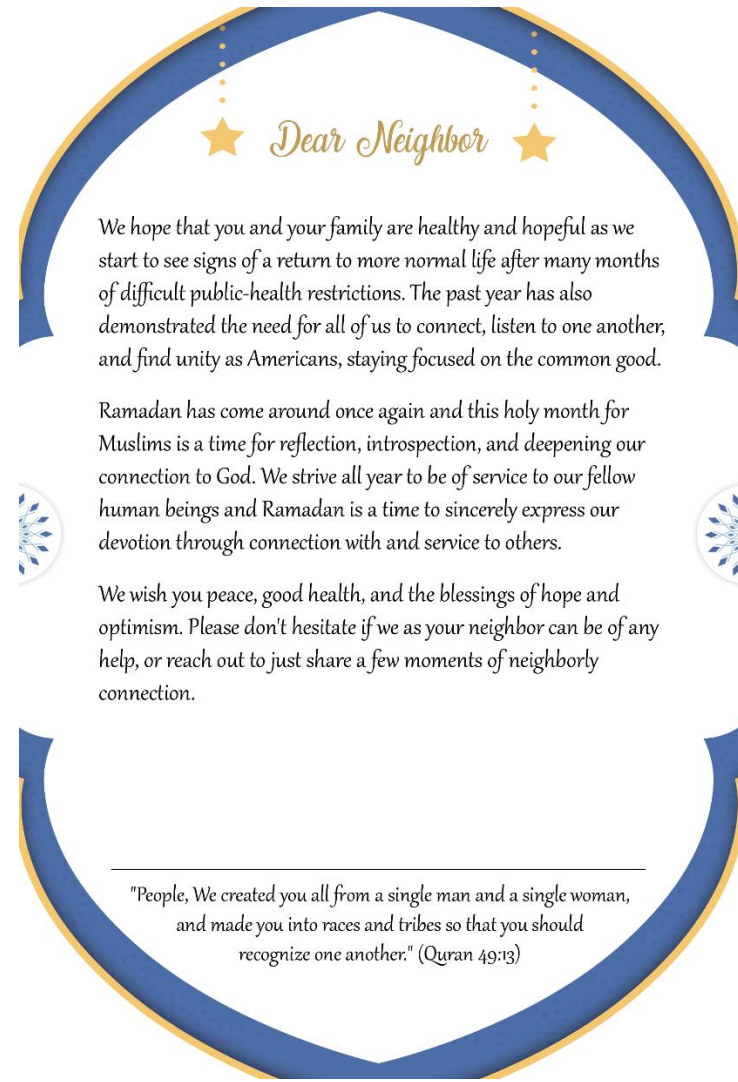 Dear Neighbor
We hope that you and your family are healthy and hopeful as we
start to see signs of a return to more normal life after many months
of difficult public-health restrictions. The past year has also
demonstrated the need for all of us to connect, listen to one another,
and find unity as Americans, staying focused on the common good.
Ramadan has come around once again and this holy month for
Muslims is a time for reflection, introspection, and deepening our
connection to God. We strive all year to be of service to our fellow
human beings and Ramadan is a time to sincerely express our
devotion through connection with and service to others.
We wish you peace, good health, and the blessings of hope and
optimism. Please don't hesitate if we as your neighbor can be of any
help, or reach out to just share a few moments of neighborly
connection.
"People, We created you all from a single man and a single woman,
and made you into races and tribes so that you should
recognize one another." (Quran 49:13)